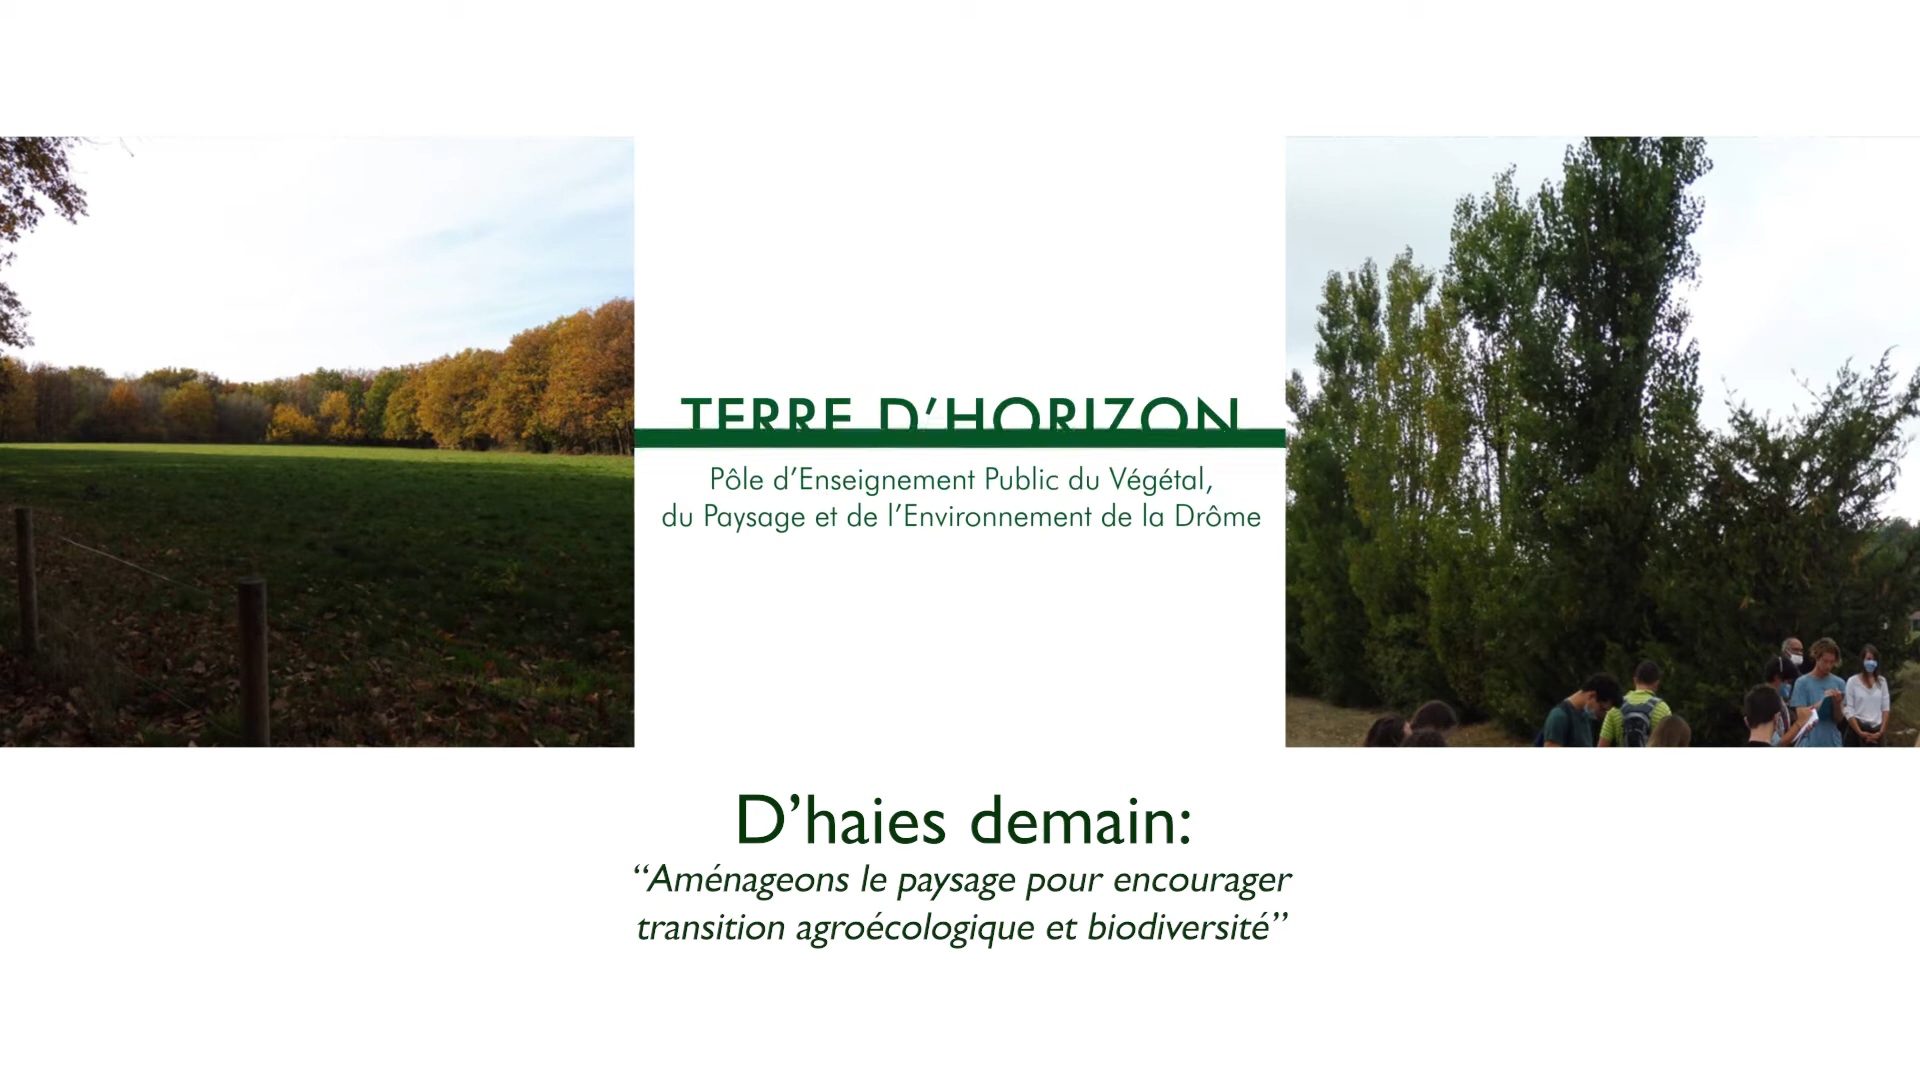 TERRE D’HORIZON
Pôle d’Enseignement Public du Végétal,
du Paysage et de l’Environnement de la Drôme
D’haies demain:
“Aménageons le paysage pour encourager
transition agroécologique et biodiversité”